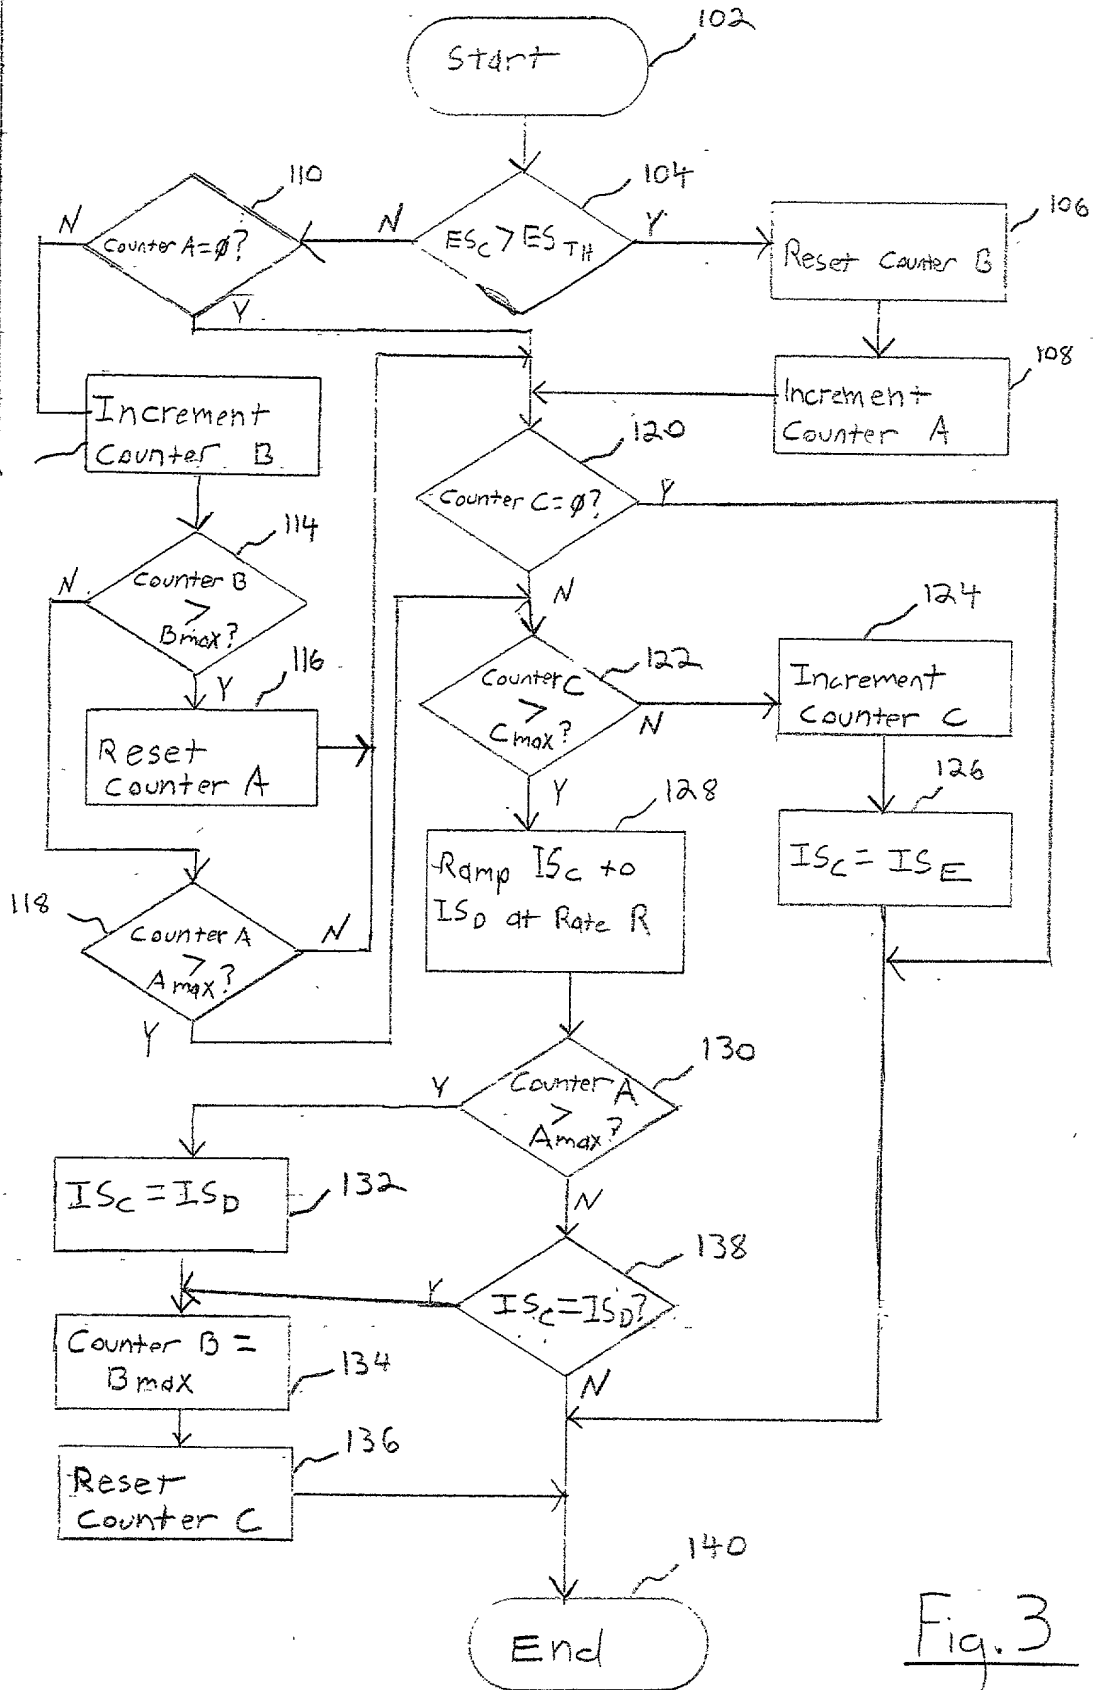 102
Start
104
ESC > ESTH
N
Y
110
Counter A=ø?
N
Y
106
Reset Counter B
108
Increment
Counter A
Increment
Counter B
120
Counter C=ø?
Y
N
114
Counter B
>
Bmax?
N
Y
116
Reset
Counter A
118
Counter A
>
Amax?
N
Y
122
Counter C
>
Cmax?
N
Y
124
Increment
Counter C
126
ISC = ISE
128
Ramp ISC to
ISD at Rate R
130
Counter A
>
Amax?
Y
N
ISC = ISD
132
138
ISC = ISD?
Y
N
Counter B =
Bmax
134
136
Reset
Counter C
140
End
Fig. 3